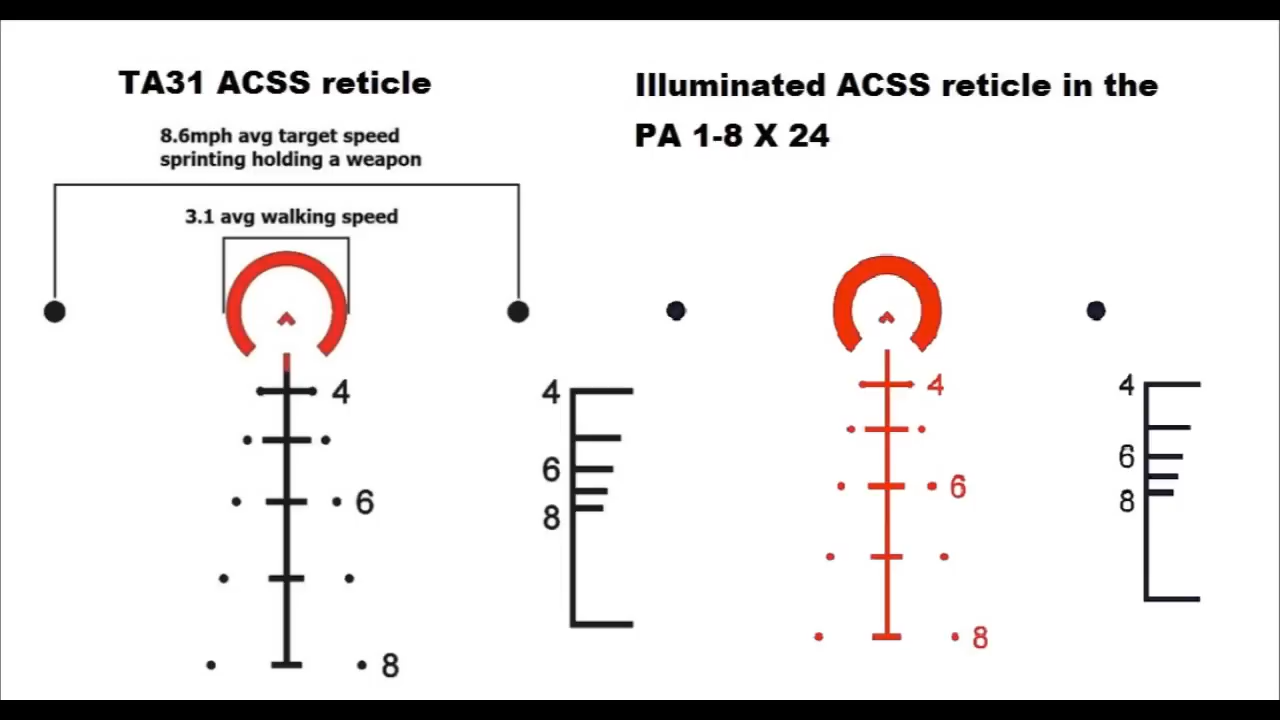 TA31 ACSS reticle
8.6mph avg target speed
sprinting holding a weapon
3.1 avg walking speed
4
6
8
4
6
8
Illuminated ACSS reticle in the
PA 1-8 X 24
4
6
8
4
6
8